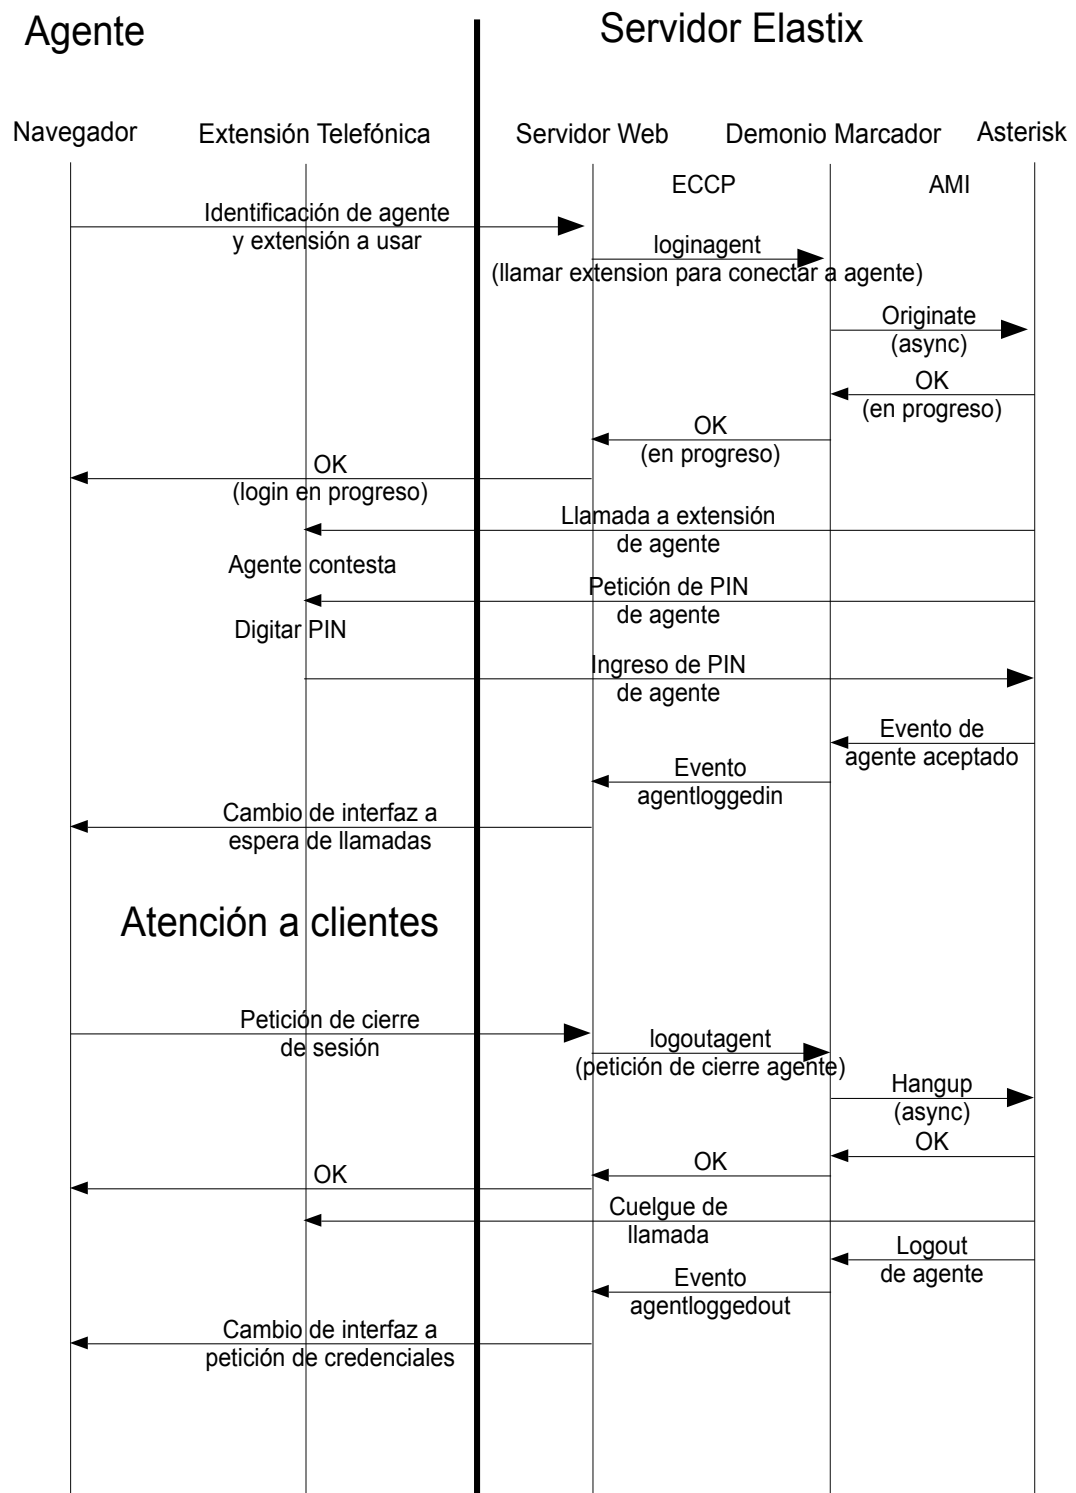 Agente
Servidor Elastix
Navegador
Extensión Telefónica
Servidor Web
Demonio Marcador
Asterisk
ECCP
AMI
Identificación de agente
y extensión a usar
loginagent
(llamar extension para conectar a agente)
Originate
(async)
OK
(en progreso)
OK
(en progreso)
OK
(login en progreso)
Llamada a extensión
de agente
Agente contesta
Petición de PIN
de agente
Digitar PIN
Ingreso de PIN
de agente
Evento de
agente aceptado
Evento
agentloggedin
Cambio de interfaz a
espera de llamadas
Atención a clientes
Petición de cierre
de sesión
logoutagent
(petición de cierre agente)
Hangup
(async)
OK
OK
OK
Cuelgue de
llamada
Logout
de agente
Evento
agentloggedout
Cambio de interfaz a
petición de credenciales